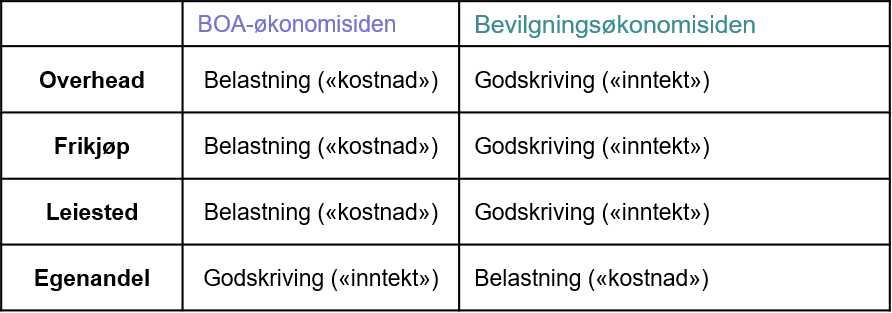 BOA-økonomisiden Bevilgningsøkonomisiden
Overhead Belastning («kostnad») Godskriving («inntekt»)
Frikjøp Belastning («kostnad») Godskriving («inntekt»)
Leiested Belastning («kostnad») Godskriving («inntekt»)
Egenandel Godskriving («inntekt») Belastning («kostnad»)